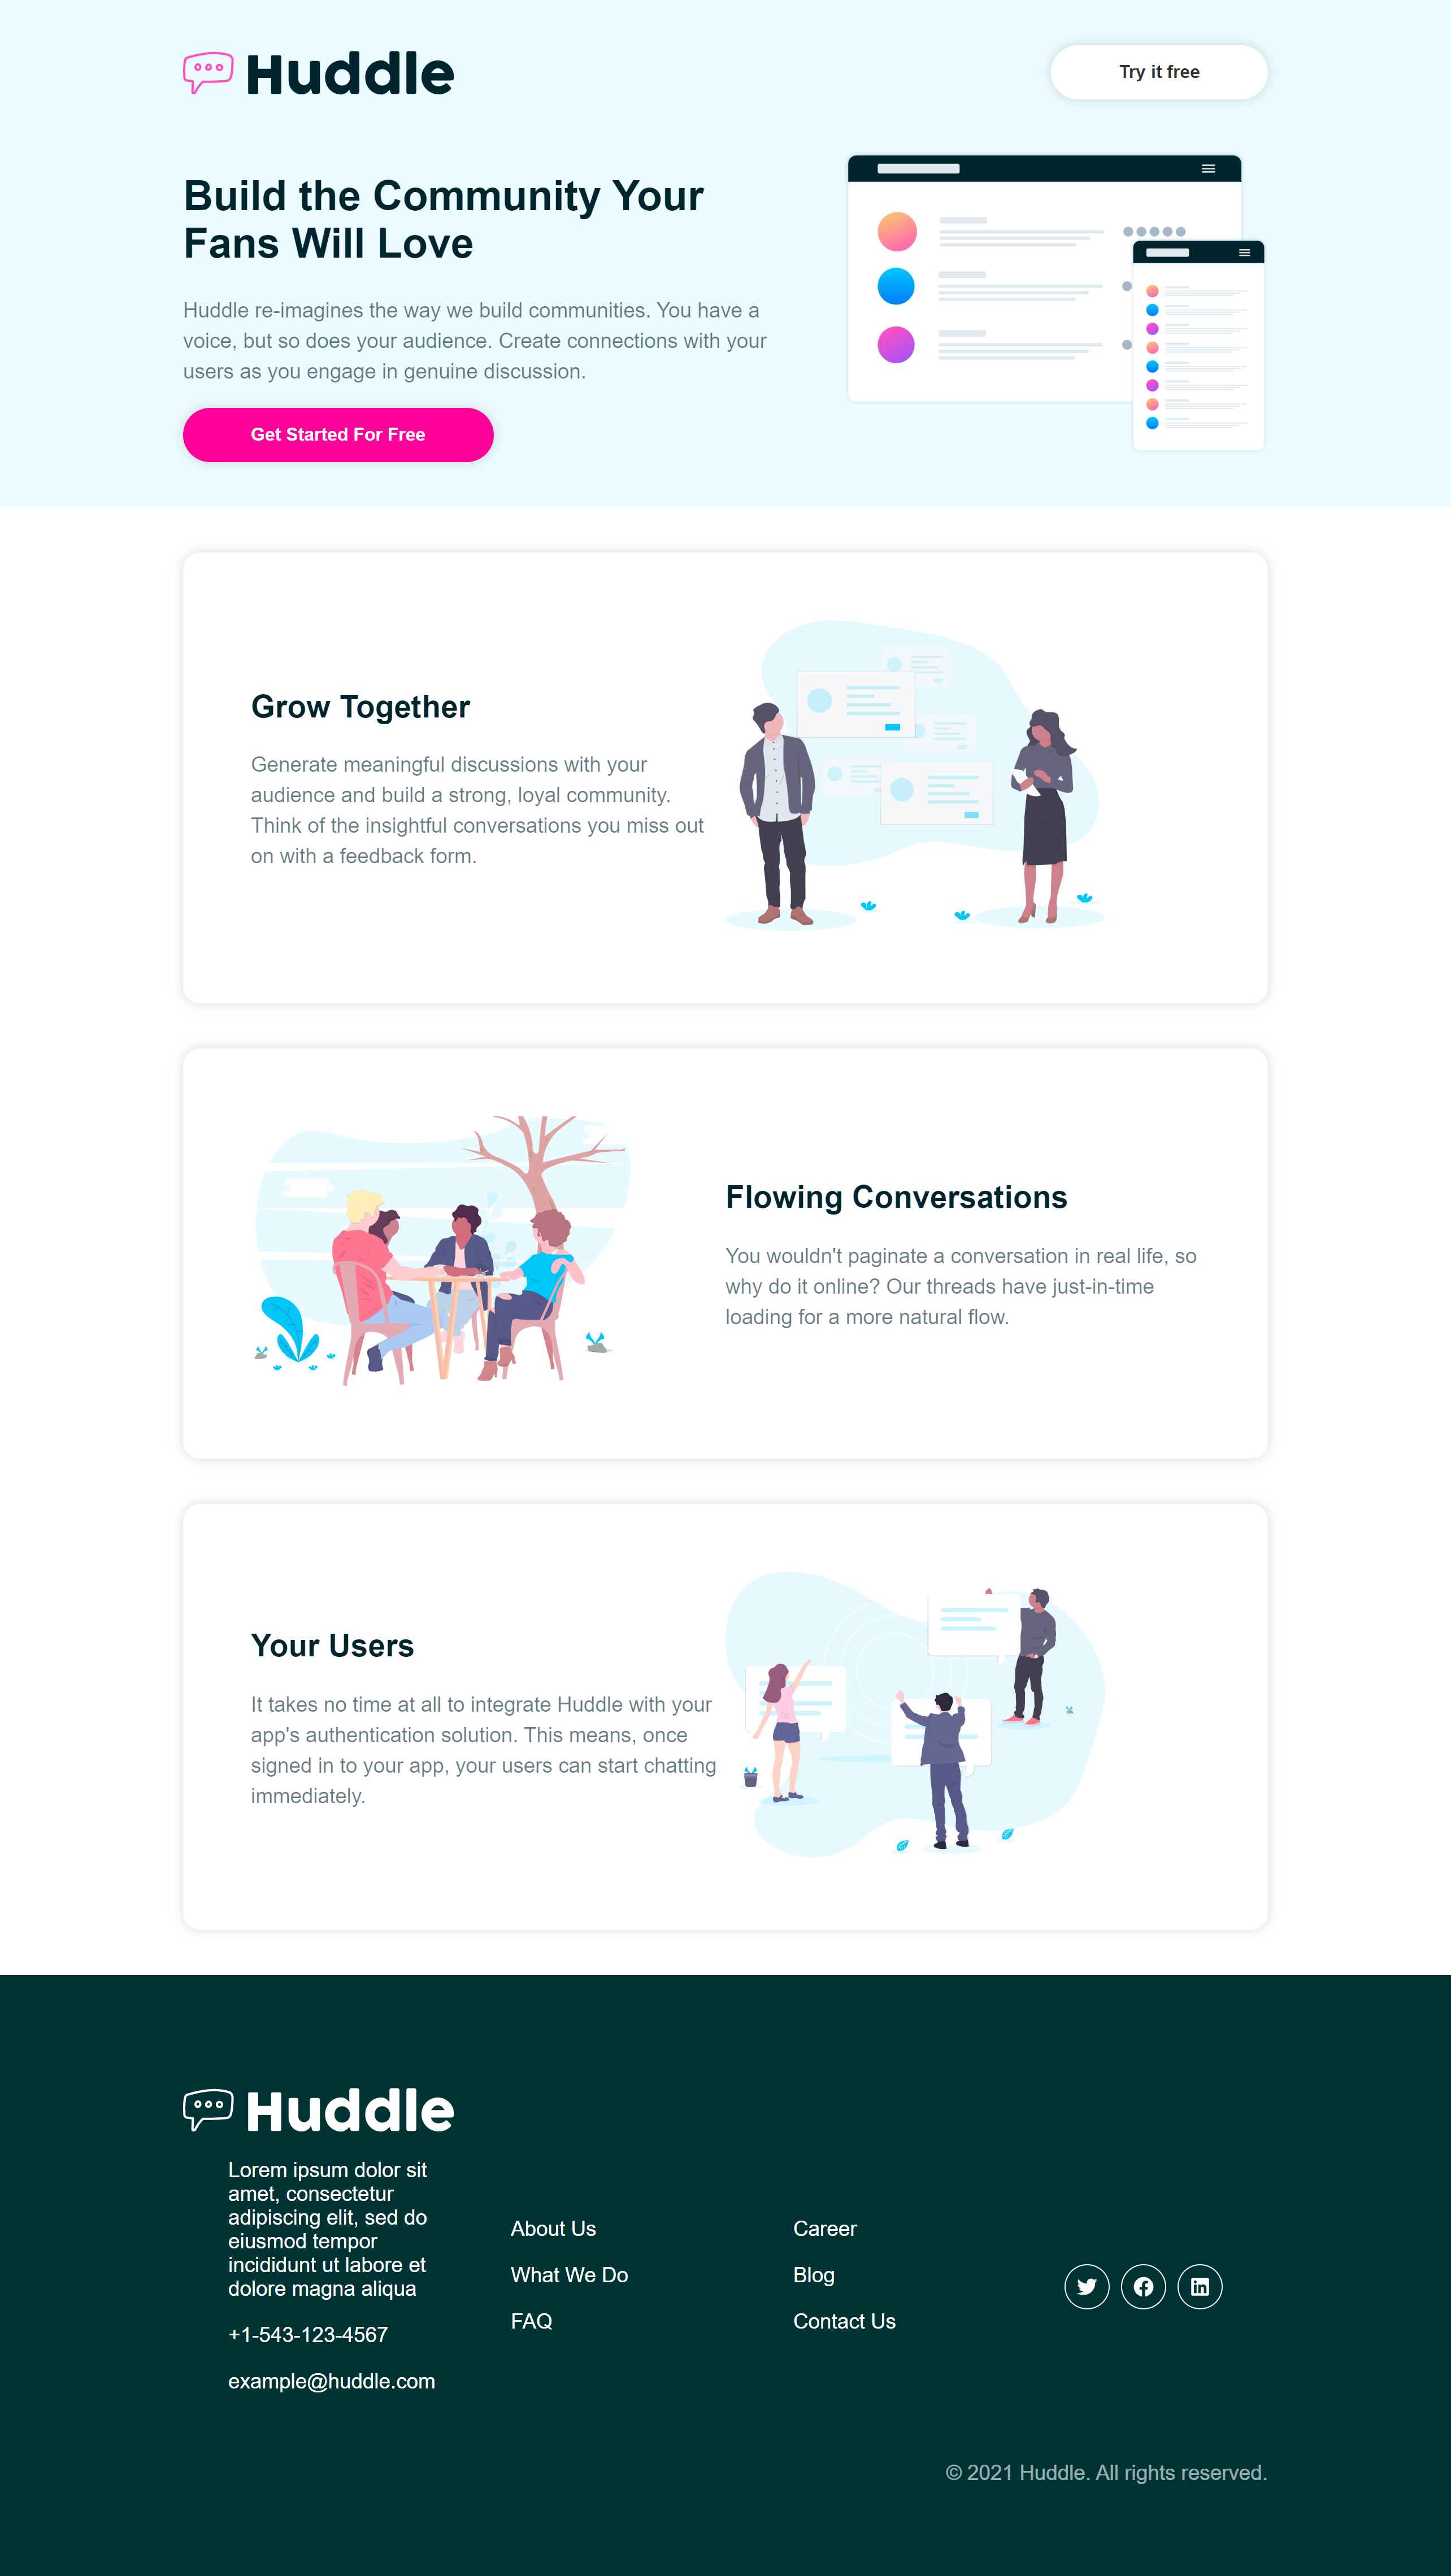 Huddle
Try it free
Build the Community Your
Fans Will Love
Huddle re-imagines the way we build communities. You have a
voice, but so does your audience. Create connections with your
users as you engage in genuine discussion.
Get Started For Free
Grow Together
Generate meaningful discussions with your
audience and build a strong, loyal community.
Think of the insightful conversations you miss out
on with a feedback form.
Flowing Conversations
You wouldn't paginate a conversation in real life, so
why do it online? Our threads have just-in-time
loading for a more natural flow.
Your Users
It takes no time at all to integrate Huddle with your
app's authentication solution. This means, once
signed in to your app, your users can start chatting
immediately.
Huddle
Lorem ipsum dolor sit
amet, consectetur
adipiscing elit, sed do
eiusmod tempor
incididunt ut labore et
dolore magna aliqua
+1-543-123-4567
example@huddle.com
About Us
What We Do
FAQ
Career
Blog
Contact Us
© 2021 Huddle. All rights reserved.